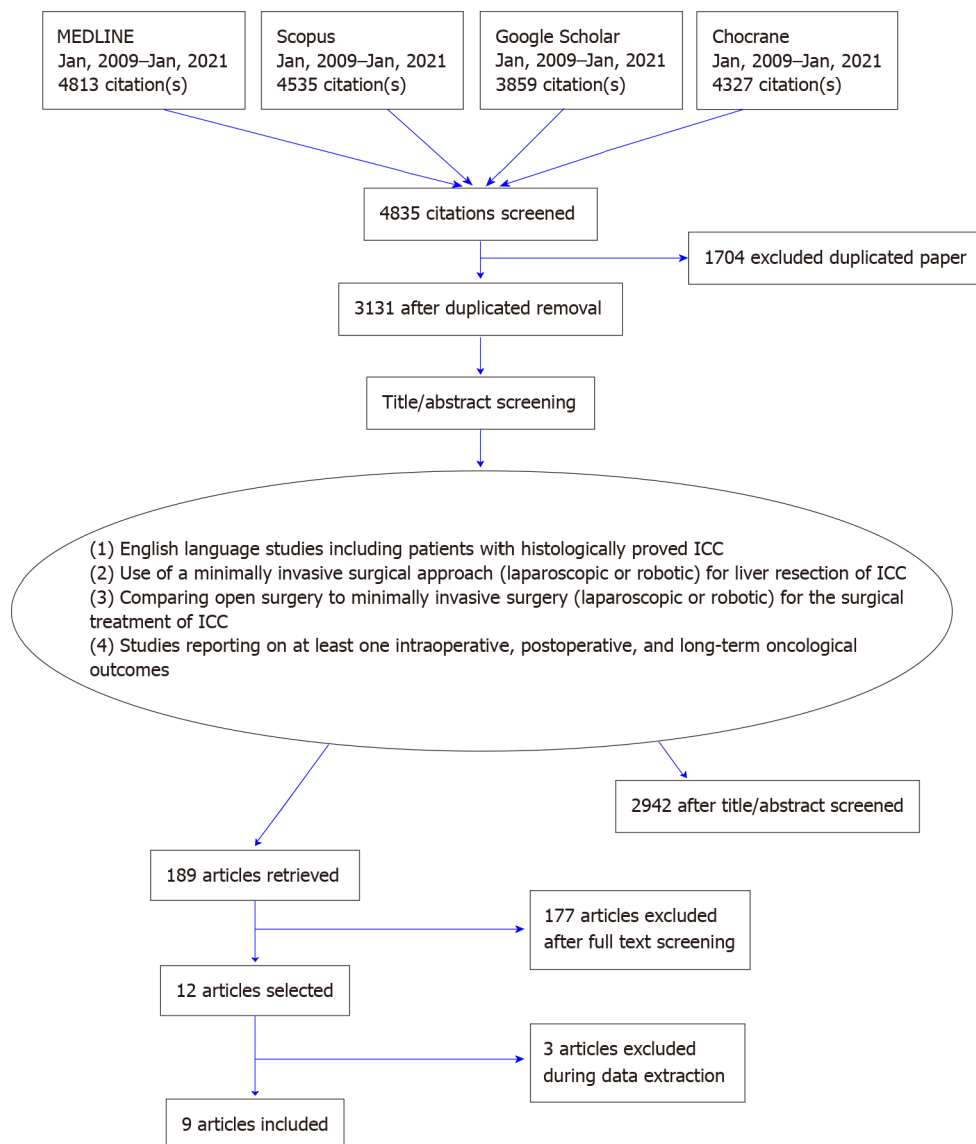 MEDLINE
Jan, 2009–Jan, 2021
4813 citation(s)
Scopus
Jan, 2009–Jan, 2021
4535 citation(s)
Google Scholar
Jan, 2009–Jan, 2021
3859 citation(s)
Chocrane
Jan, 2009–Jan, 2021
4327 citation(s)
4835 citations screened
1704 excluded duplicated paper
3131 after duplicated removal
Title/abstract screening
(1) English language studies including patients with histologically proved ICC
(2) Use of a minimally invasive surgical approach (laparoscopic or robotic) for liver resection of ICC
(3) Comparing open surgery to minimally invasive surgery (laparoscopic or robotic) for the surgical
treatment of ICC
(4) Studies reporting on at least one intraoperative, postoperative, and long-term oncological
outcomes
2942 after title/abstract screened
189 articles retrieved
177 articles excluded
after full text screening
12 articles selected
3 articles excluded
during data extraction
9 articles included